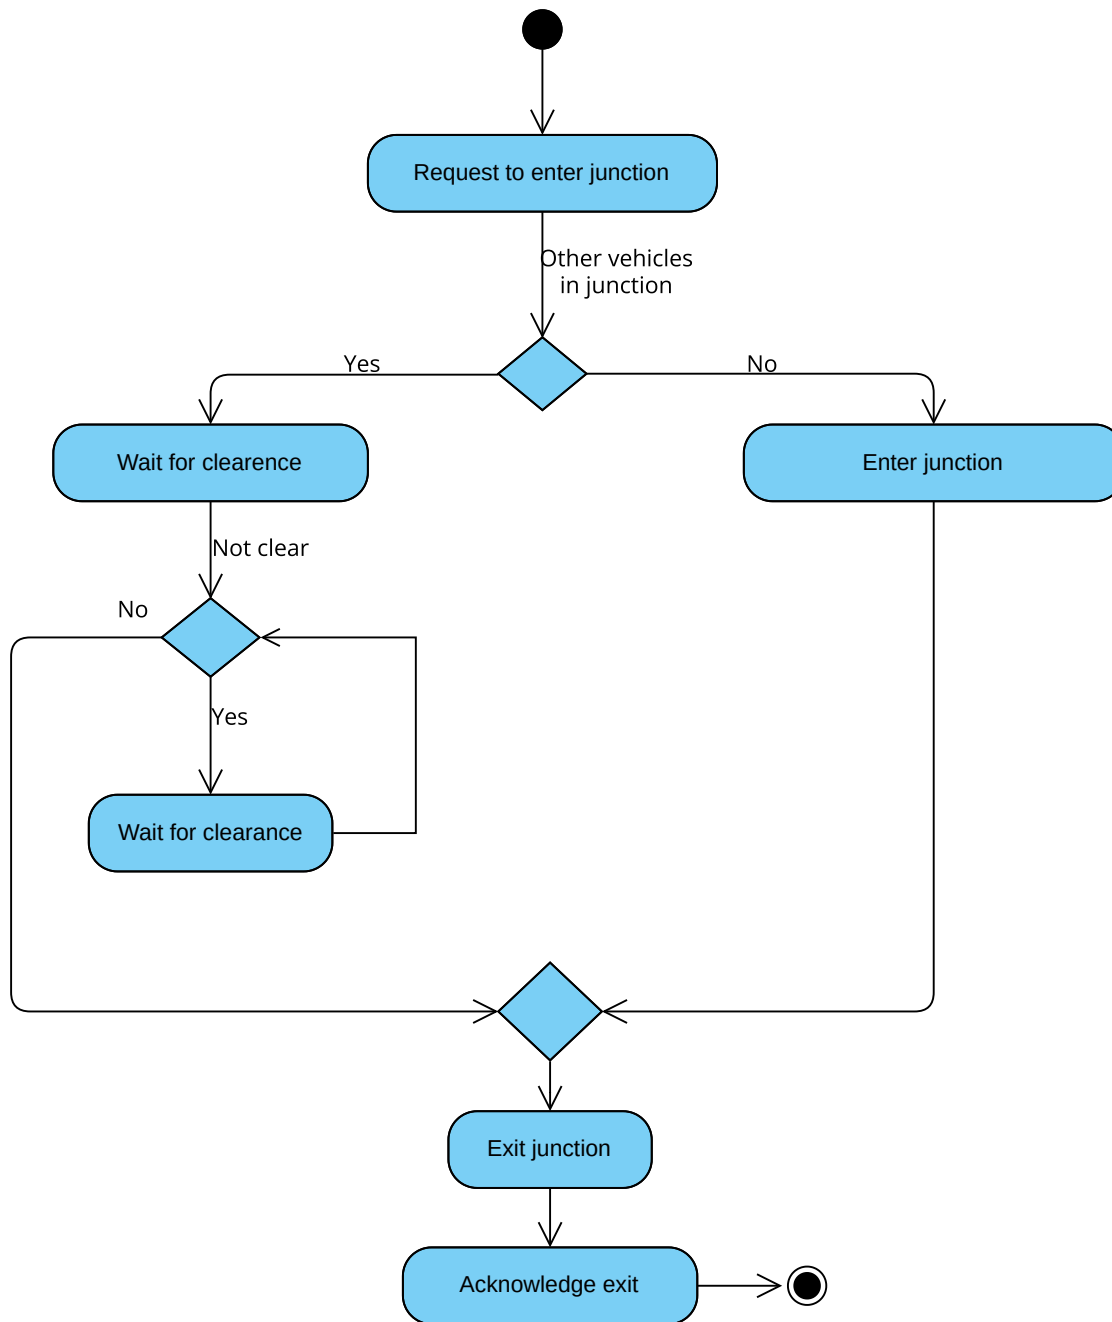 Request to enter junction
Other vehicles
in junction
Yes
No
Wait for clearence
Enter junction
Not clear
No
Yes
Wait for clearance
Exit junction
Acknowledge exit